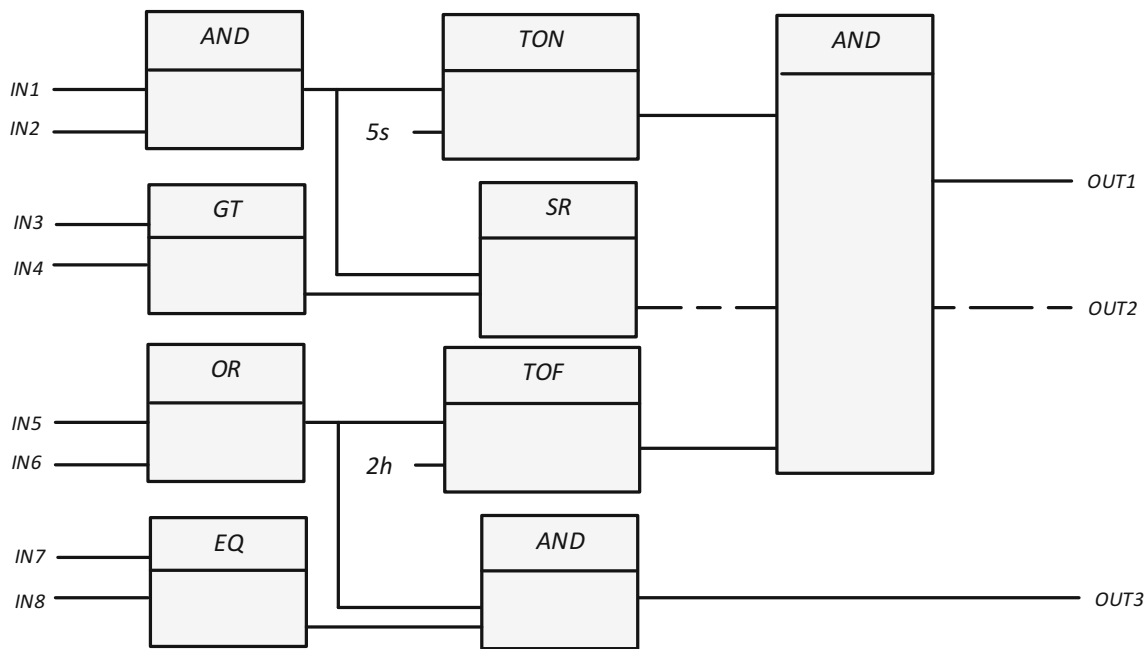 AND
TON
AND
IN1
IN2
5s
OUT1
GT
SR
IN3
IN4
OUT2
OR
TOF
IN5
IN6
2h
EQ
AND
IN7
IN8
OUT3